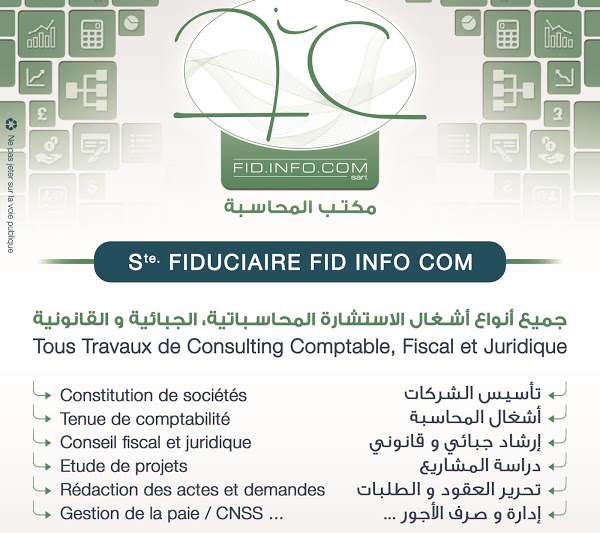 FID.INFO.COM
sarl.
مكتب المحاسبة
Ne pas jeter sur la voie publique
Ste. FIDUCIAIRE FID INFO COM
جميع أنواع أشغال الاستشارة المحاسباتية، الجبائية و القانونية
Tous Travaux de Consulting Comptable, Fiscal et Juridique
Constitution de sociétés
تأسيس الشركات
Tenue de comptabilité
أشغال المحاسبة
Conseil fiscal et juridique
إرشاد جبائي و قانوني
Etude de projets
دراسة المشاريع
Rédaction des actes et demandes
تحرير العقود و الطلبات
Gestion de la paie / CNSS ...
إدارة و صرف الأجور ...